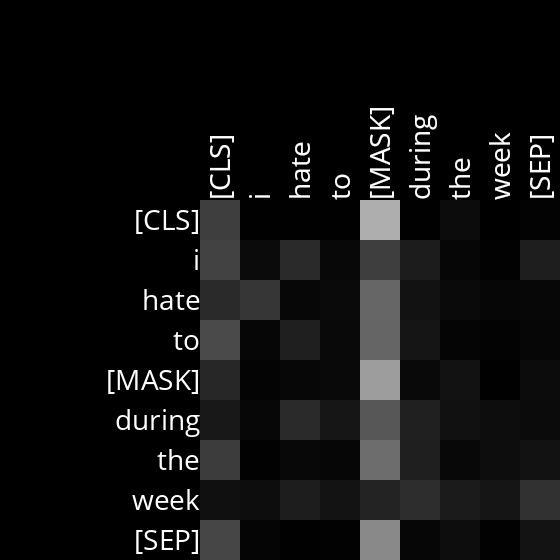 [CLS] i hate to [MASK] during the week [SEP]
[CLS]
i
hate
to
[MASK]
during
the
week
[SEP]